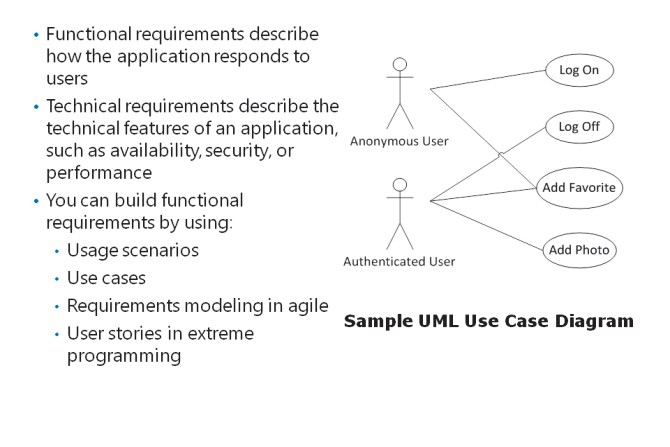 • Functional requirements describe
how the application responds to
users
• Technical requirements describe the
technical features of an application,
such as availability, security, or
performance
• You can build functional
requirements by using:
• Usage scenarios
• Use cases
• Requirements modeling in agile
• User stories in extreme
programming
Log On
Anonymous User
Log Off
Add Favorite
Authenticated User
Add Photo
Sample UML Use Case Diagram